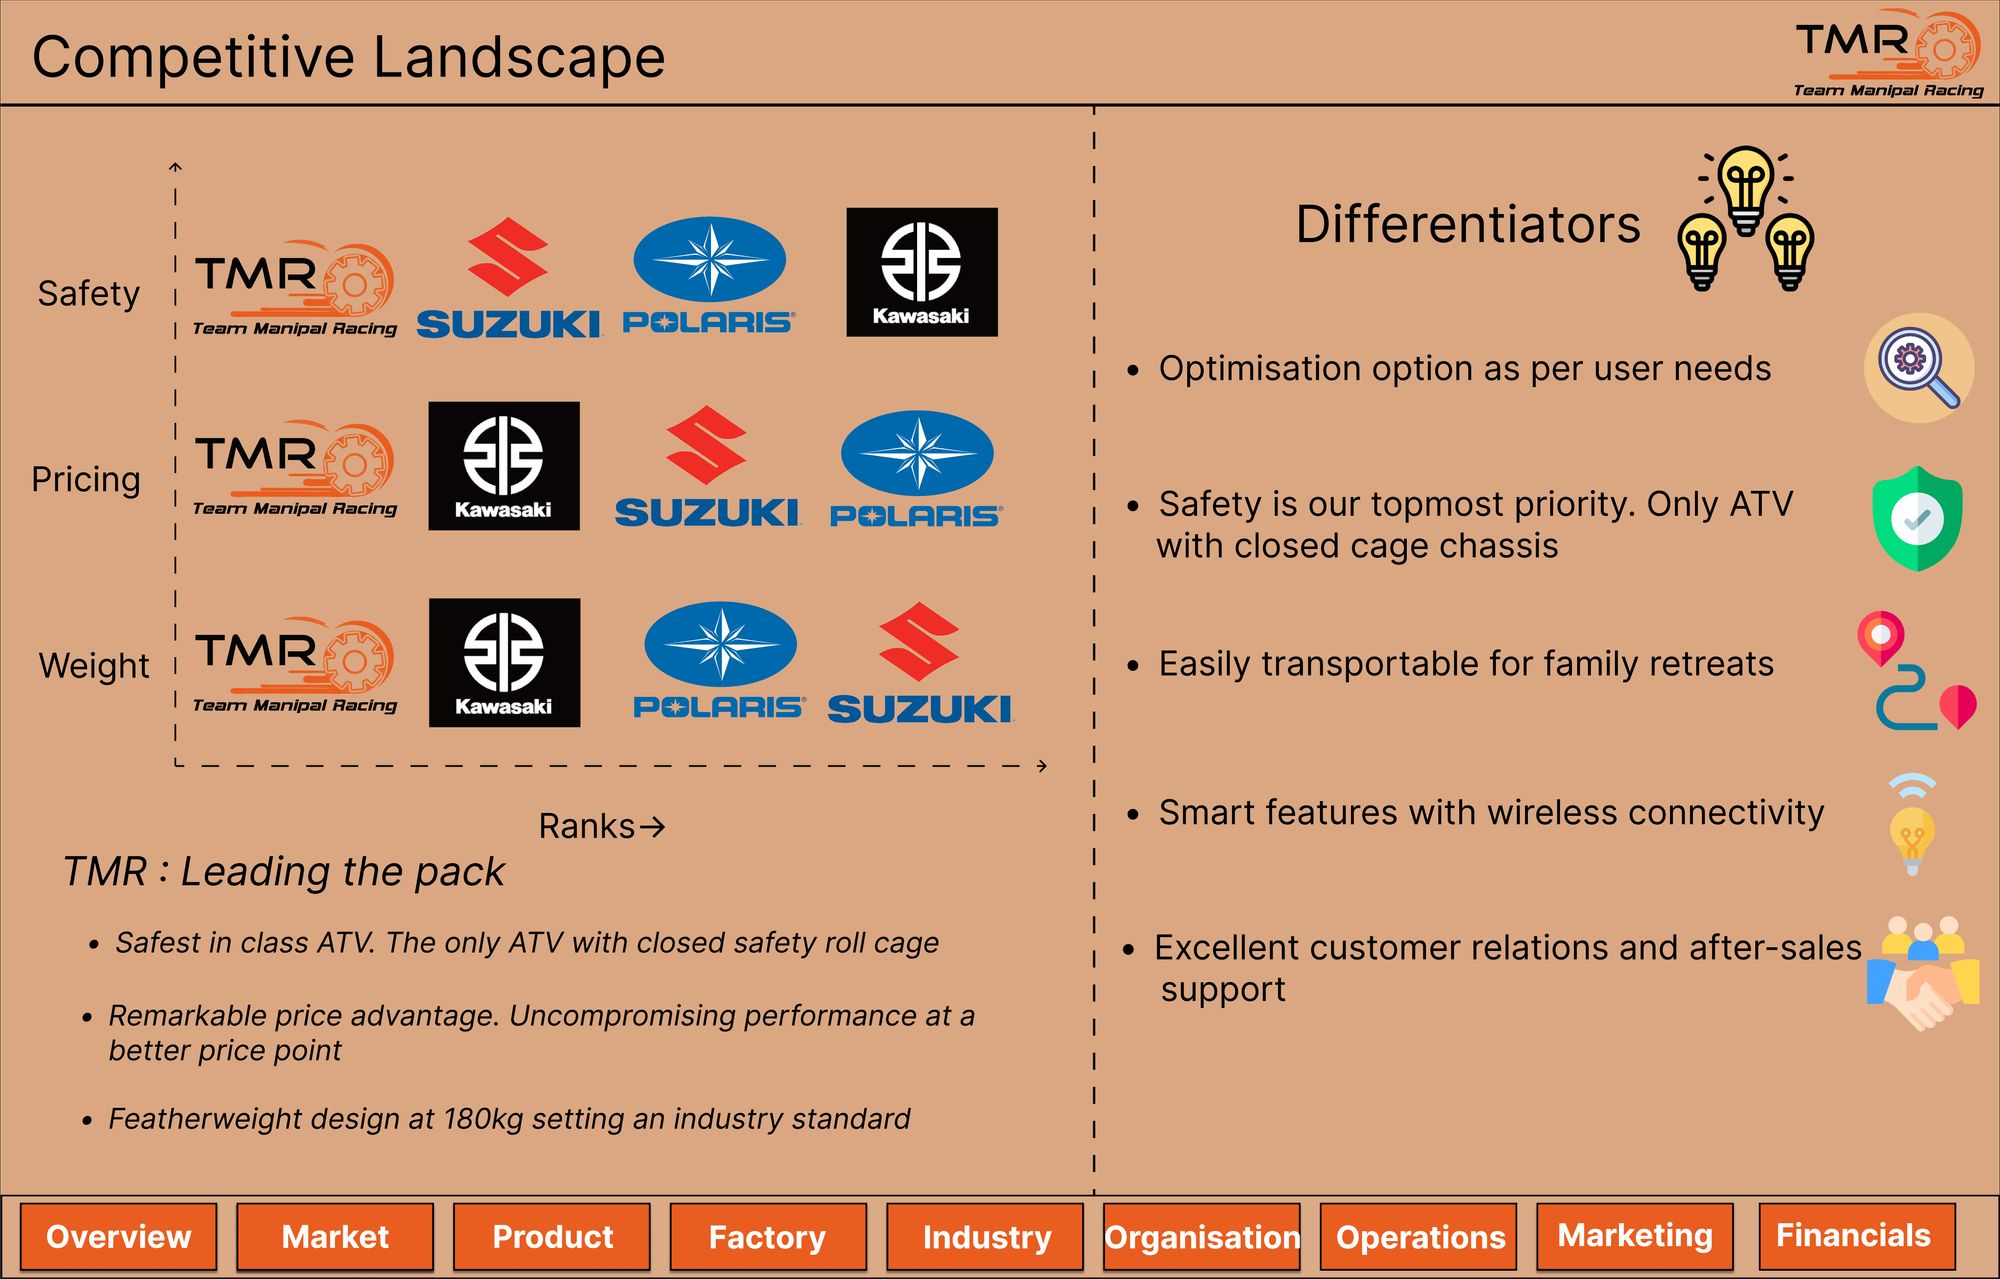 Competitive Landscape
TMR
Team Manipal Racing
Safety
TMR
Team Manipal Racing
SUZUKI
POLARIS®
Kawasaki
Pricing
TMR
Team Manipal Racing
Kawasaki
SUZUKI
POLARIS®
Weight
TMR
Team Manipal Racing
Kawasaki
POLARIS®
SUZUKI
Ranks→
TMR : Leading the pack
• Safest in class ATV. The only ATV with closed safety roll cage
• Remarkable price advantage. Uncompromising performance at a
better price point
• Featherweight design at 180kg setting an industry standard
Differentiators
• Optimisation option as per user needs
• Safety is our topmost priority. Only ATV
with closed cage chassis
• Easily transportable for family retreats
• Smart features with wireless connectivity
• Excellent customer relations and after-sales
support
Overview
Market
Product
Factory
Industry
Organisation
Operations
Marketing
Financials